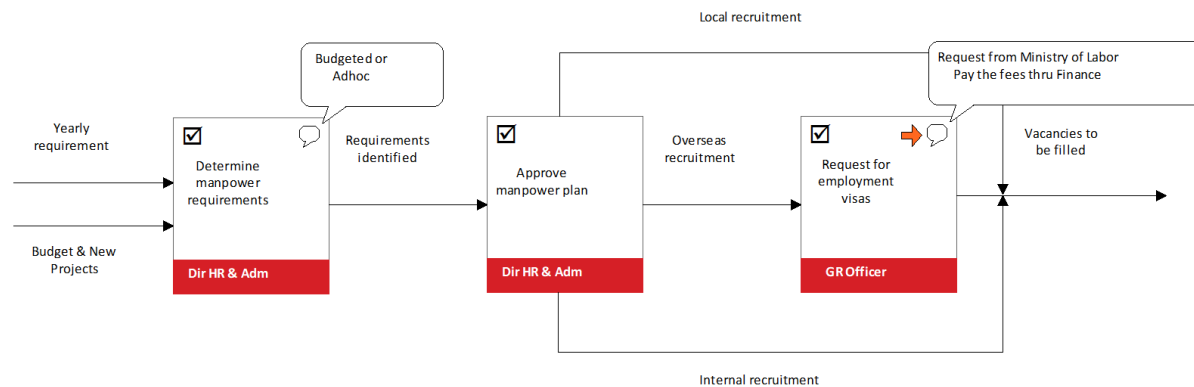 Local recruitment
Budgeted or
Adhoc
Request from Ministry of Labor
Pay the fees thru Finance
Yearly
requirement
Requirements
identified
Overseas
recruitment
Vacancies to
be filled
Determine
manpower
requirements
Approve
manpower plan
Request for
employment
visas
Budget & New
Projects
Dir HR & Adm
Dir HR & Adm
GR Officer
Internal recruitment